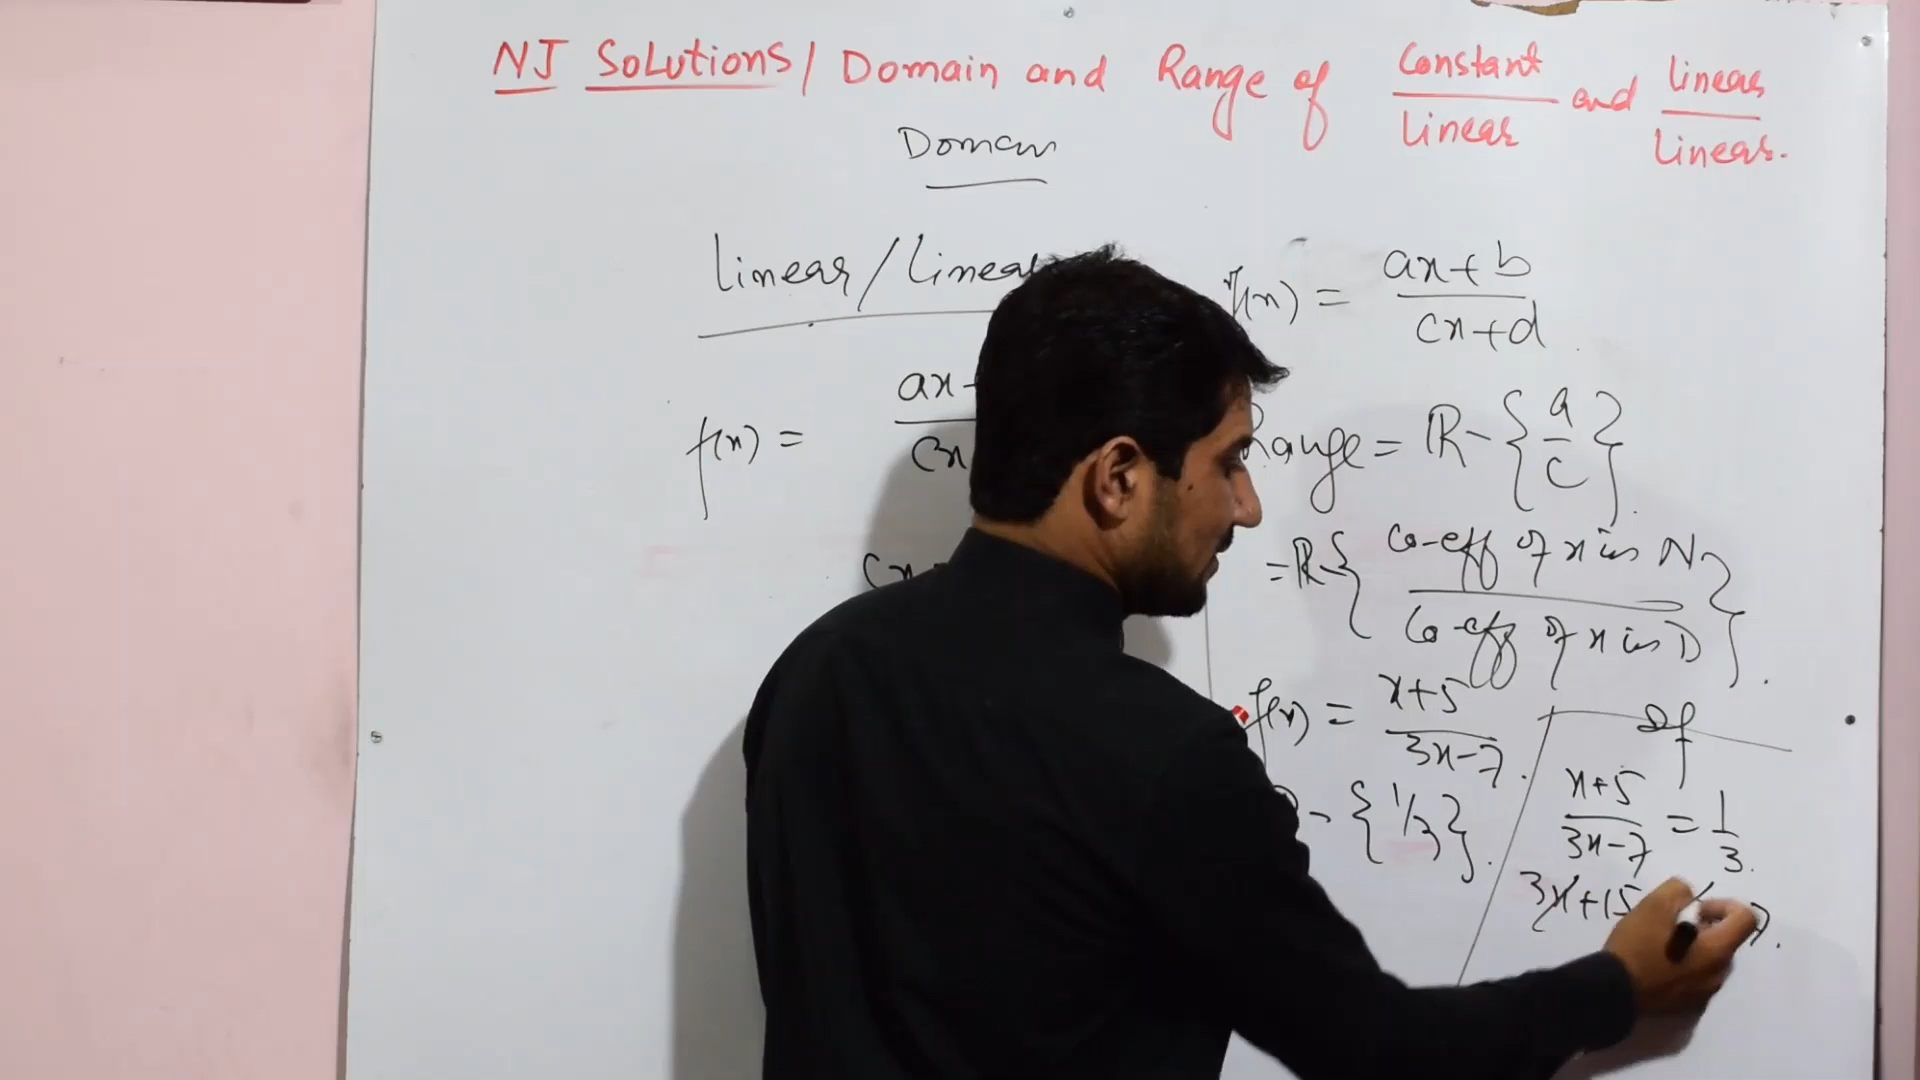 NJ Solutions / Domain and Range of Constant/Linear and Linear/Linear.
Domain
Linear / Linear
f(x) = ax+
cx
cx
f(x) = ax+b / cx+d
Range = R - {a/c}.
= R - {Co-eff of x in N / Co-eff of x in D}.
f(x) = x+5 / 3x-7.
- {1/3}.
If
x+5 / 3x-7 = 1/3.
3x+15